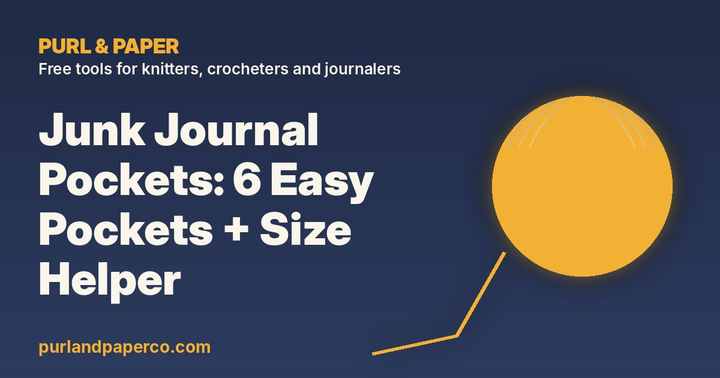 PURL & PAPER
Free tools for knitters, crocheters and journalers
Junk Journal
Pockets: 6 Easy
Pockets + Size
Helper
purlandpaperco.com